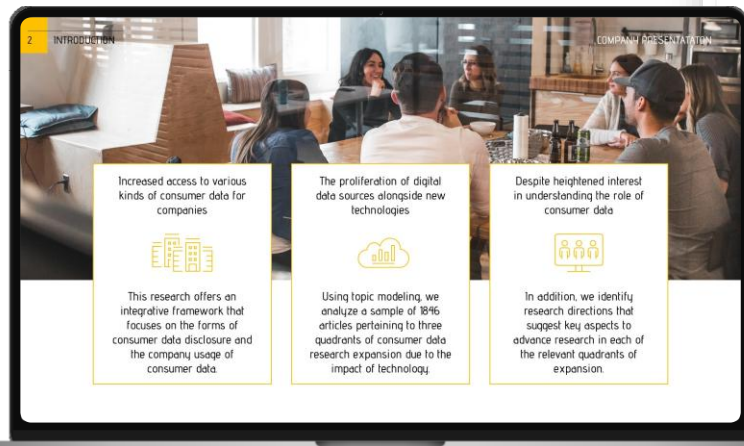 2 INTRODUCTION
COMPANY PRESENTATATON
Increased access to various
kinds of consumer data for
companies
This research offers an
integrative framework that
focuses on the forms of
consumer data disclosure and
the company usage of
consumer data.
The proliferation of digital
data sources alongside new
technologies
Using topic modeling, we
analyze a sample of 1896
articles pertaining to three
quadrants of consumer data
research expansion due to the
impact of technology.
Despite heightened interest
in understanding the role of
consumer data
In addition, we identify
research directions that
suggest key aspects to
advance research in each of
the relevant quadrants of
expansion.